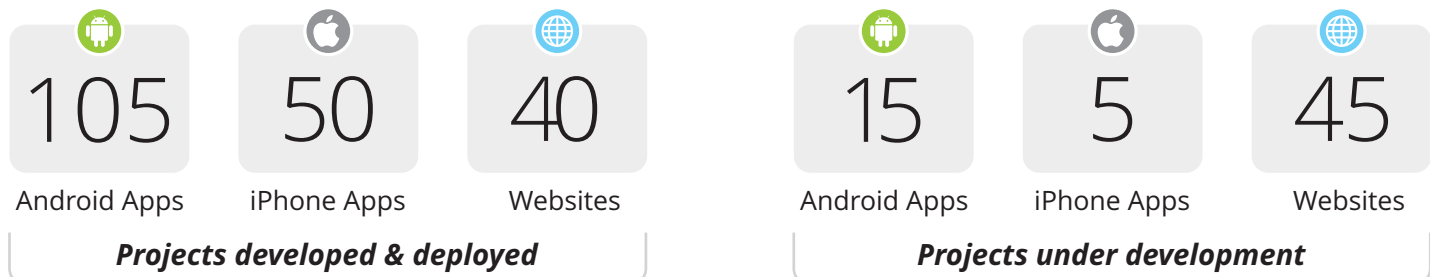 105 50 40 15 5 45
Android Apps iPhone Apps Websites Android Apps iPhone Apps Websites
Projects developed & deployed Projects under development